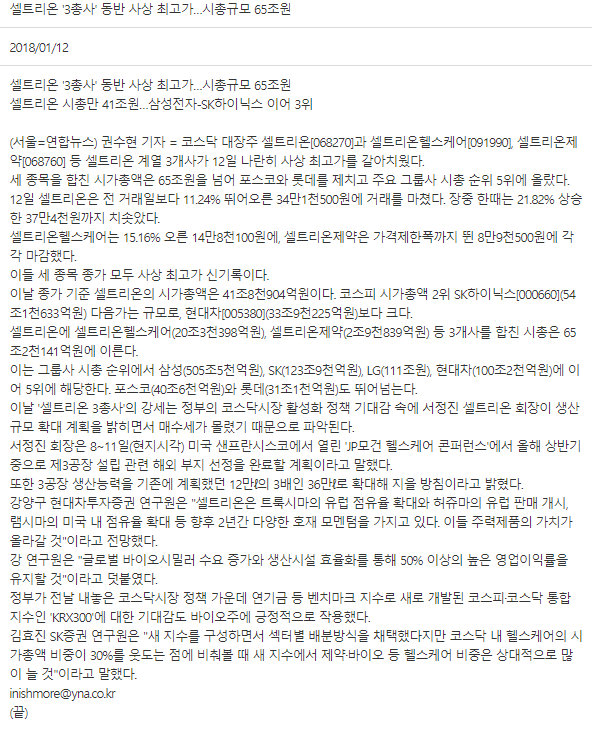 셀트리온 '3총사' 동반 사상 최고가…시총규모 65조원
2018/01/12
셀트리온 '3총사' 동반 사상 최고가…시총규모 65조원
셀트리온 시총만 41조원…삼성전자-SK하이닉스 이어 3위
(서울=연합뉴스) 권수현 기자 = 코스닥 대장주 셀트리온[068270]과 셀트리온헬스케어[091990], 셀트리온제
약[068760] 등 셀트리온 계열 3개사가 12일 나란히 사상 최고가를 갈아치웠다.
세 종목을 합친 시가총액은 65조원을 넘어 포스코와 롯데를 제치고 주요 그룹사 시총 순위 5위에 올랐다.
12일 셀트리온은 전 거래일보다 11.24% 뛰어오른 34만1천500원에 거래를 마쳤다. 장중 한때는 21.82% 상승
한 37만4천원까지 치솟았다.
셀트리온헬스케어는 15.16% 오른 14만8천100원에, 셀트리온제약은 가격제한폭까지 뛴 8만9천500원에 각
각 마감했다.
이들 세 종목 종가 모두 사상 최고가 신기록이다.
이날 종가 기준 셀트리온의 시가총액은 41조8천904억원이다. 코스피 시가총액 2위 SK하이닉스[000660](54
조1천633억원) 다음가는 규모로, 현대차[005380](33조9천225억원)보다 크다.
셀트리온에 셀트리온헬스케어(20조3천398억원), 셀트리온제약(2조9천839억원) 등 3개사를 합친 시총은 65
조2천141억원에 이른다.
이는 그룹사 시총 순위에서 삼성(505조5천억원), SK(123조9천억원), LG(111조원), 현대차(100조2천억원)에 이
어 5위에 해당한다. 포스코(40조6천억원)와 롯데(31조1천억원)도 뛰어넘는다.
이날 '셀트리온 3총사'의 강세는 정부의 코스닥시장 활성화 정책 기대감 속에 서정진 셀트리온 회장이 생산
규모 확대 계획을 밝히면서 매수세가 몰렸기 때문으로 파악된다.
서정진 회장은 8~11일(현지시각) 미국 샌프란시스코에서 열린 'JP모건 헬스케어 콘퍼런스'에서 올해 상반기
중으로 제3공장 설립 관련 해외 부지 선정을 완료할 계획이라고 말했다.
또한 3공장 생산능력을 기존에 계획했던 12만ℓ의 3배인 36만ℓ로 확대해 지을 방침이라고 밝혔다.
강양구 현대차투자증권 연구원은 "셀트리온은 트룩시마의 유럽 점유율 확대와 허쥬마의 유럽 판매 개시,
램시마의 미국 내 점유율 확대 등 향후 2년간 다양한 호재 모멘텀을 가지고 있다. 이들 주력제품의 가치가
올라갈 것"이라고 전망했다.
강 연구원은 "글로벌 바이오시밀러 수요 증가와 생산시설 효율화를 통해 50% 이상의 높은 영업이익률을
유지할 것"이라고 덧붙였다.
정부가 전날 내놓은 코스닥시장 정책 가운데 연기금 등 벤치마크 지수로 새로 개발된 코스피·코스닥 통합
지수인 'KRX300'에 대한 기대감도 바이오주에 긍정적으로 작용했다.
김효진 SK증권 연구원은 "새 지수를 구성하면서 섹터별 배분방식을 채택했다지만 코스닥 내 헬스케어의 시
가총액 비중이 30%를 웃도는 점에 비춰볼 때 새 지수에서 제약·바이오 등 헬스케어 비중은 상대적으로 많
이 늘 것"이라고 말했다.
inishmore@yna.co.kr
(끝)